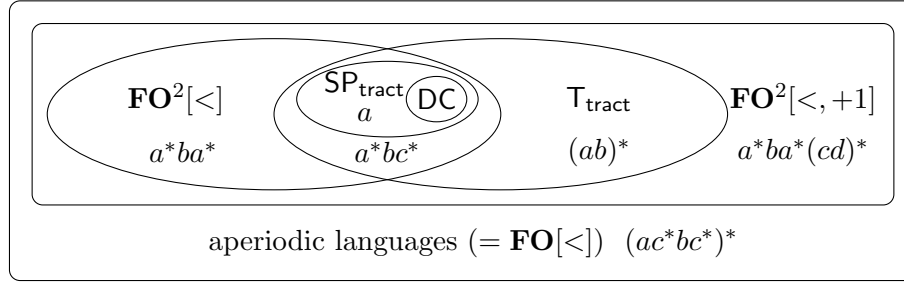 FO²[<] SP_tract DC T_tract FO²[<, +1]
a
a*ba* a*bc* (ab)* a*ba*(cd)*
aperiodic languages (= FO[<]) (ac*bc*)*